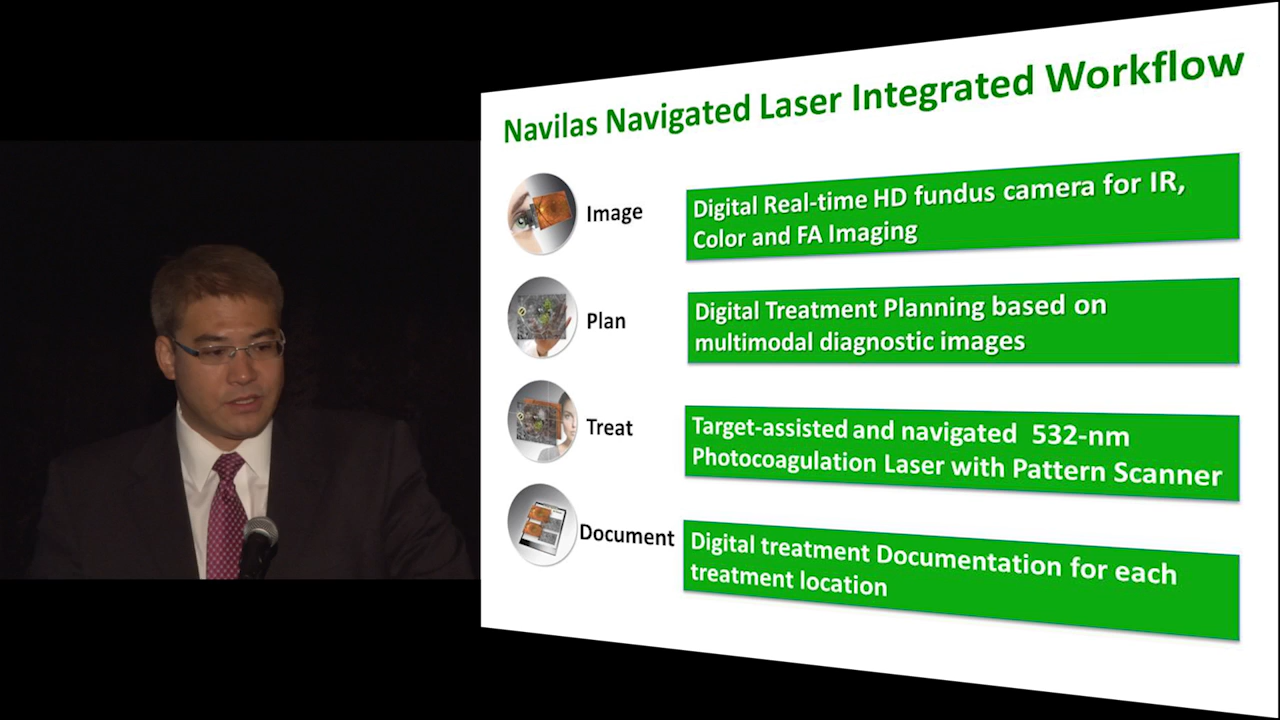 Navilas Navigated Laser Integrated Workflow
Image
Digital Real-time HD fundus camera for IR,
Color and FA Imaging
Plan
Digital Treatment Planning based on
multimodal diagnostic images
Treat
Target-assisted and navigated 532-nm
Photocoagulation Laser with Pattern Scanner
Document
Digital treatment Documentation for each
treatment location